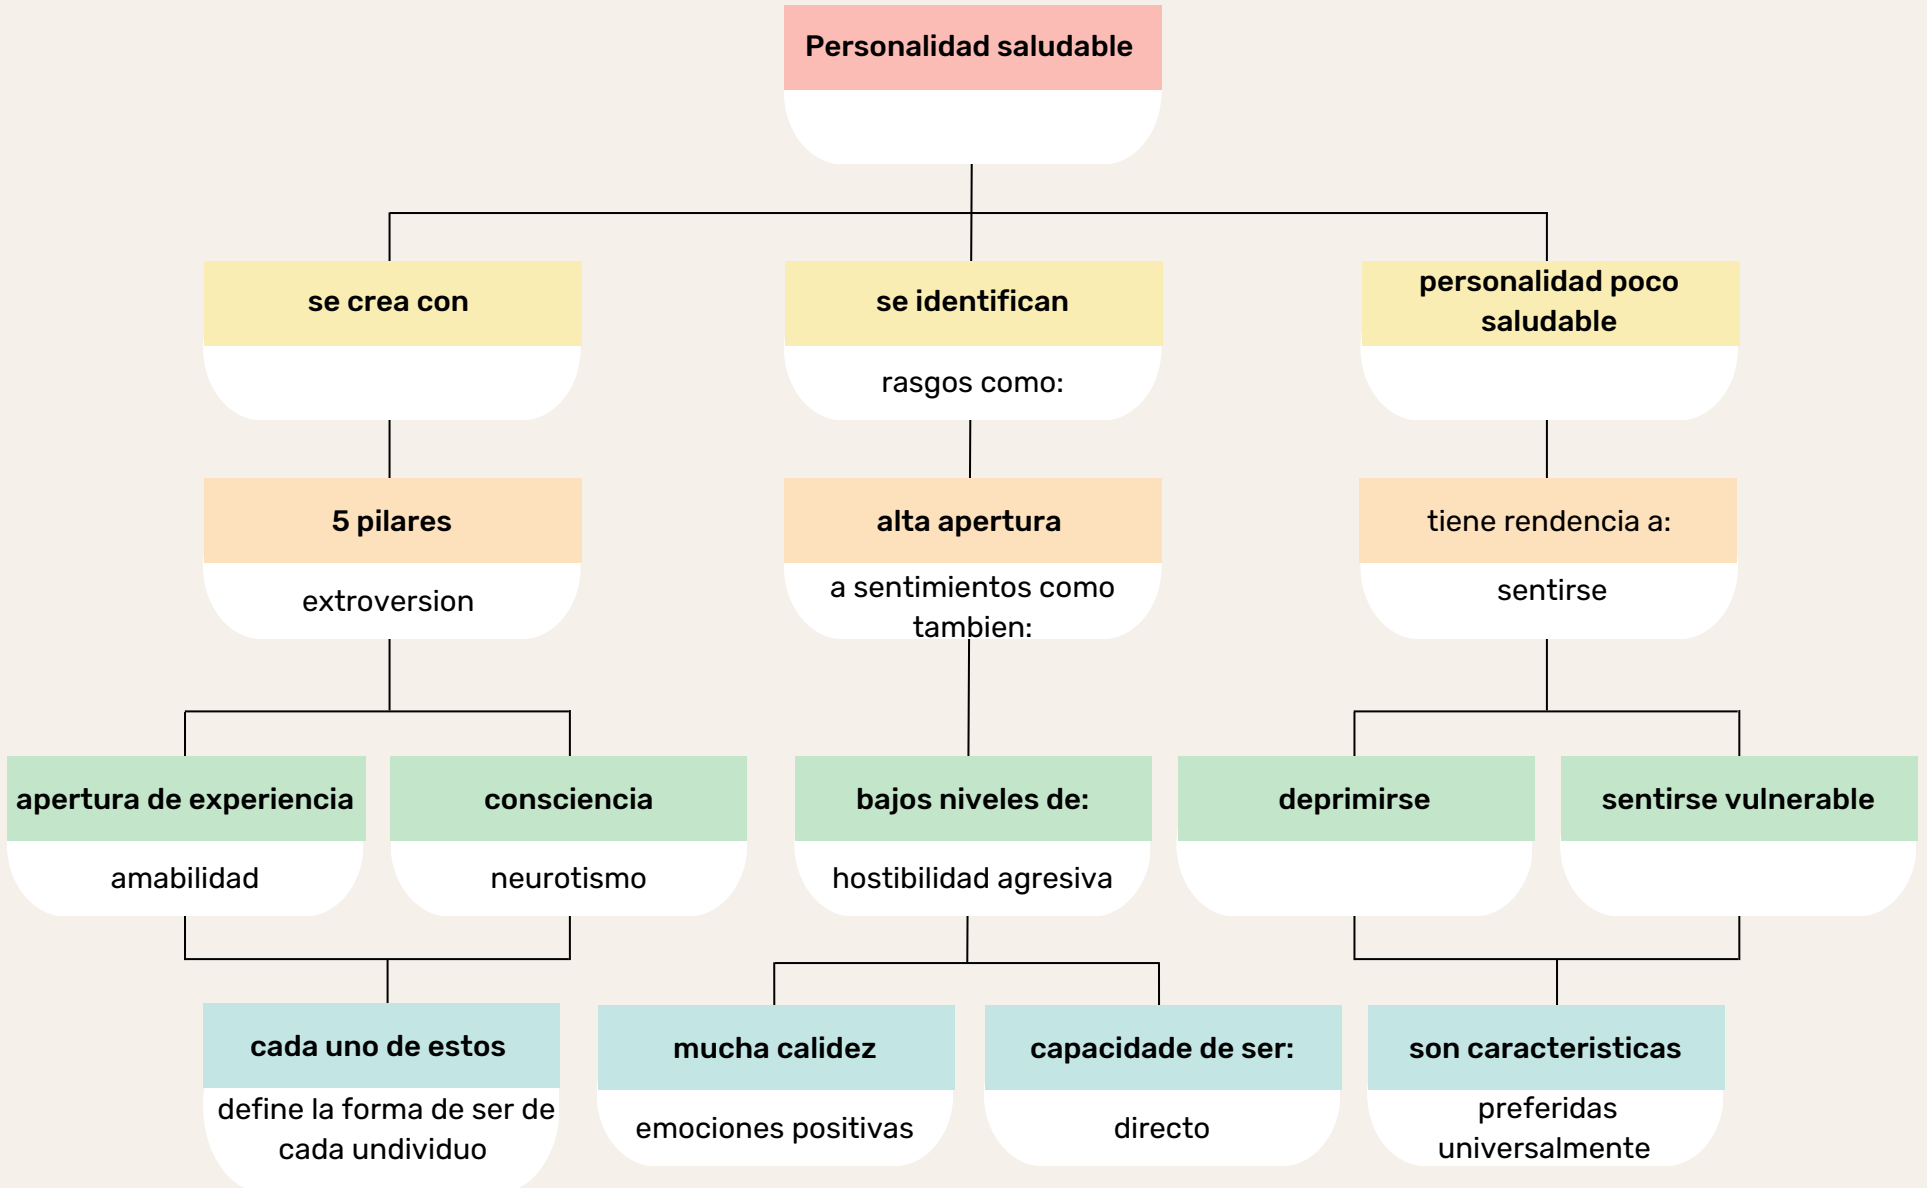 Personalidad saludable
se crea con
se identifican
rasgos como:
personalidad poco
saludable
5 pilares
extroversion
alta apertura
a sentimientos como
tambien:
tiene rendencia a:
sentirse
apertura de experiencia
amabilidad
consciencia
neurotismo
bajos niveles de:
hostibilidad agresiva
deprimirse
sentirse vulnerable
cada uno de estos
define la forma de ser de
cada undividuo
mucha calidez
emociones positivas
capacidade de ser:
directo
son caracteristicas
preferidas
universalmente